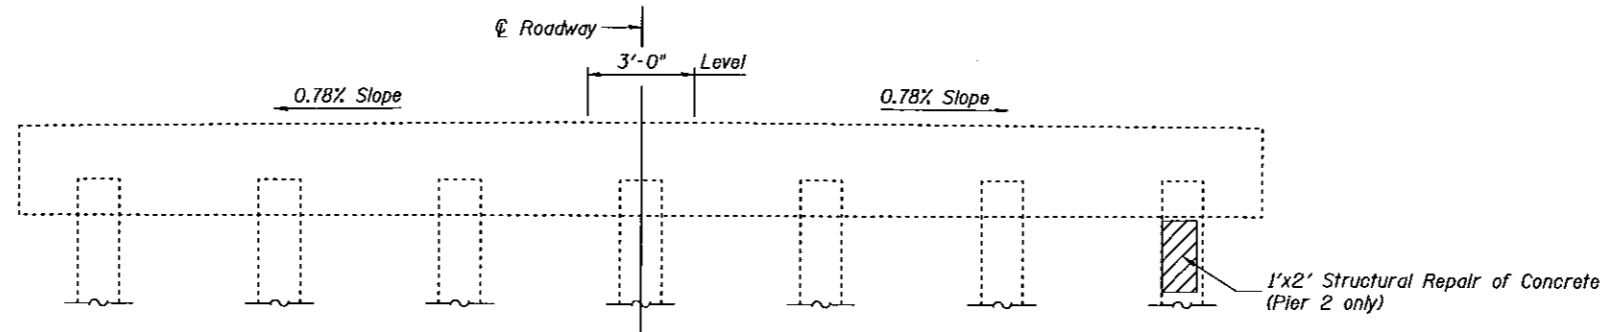 ℄ Roadway
3'-0" Level
0.78% Slope
0.78% Slope
1'x2' Structural Repair of Concrete
(Pier 2 only)